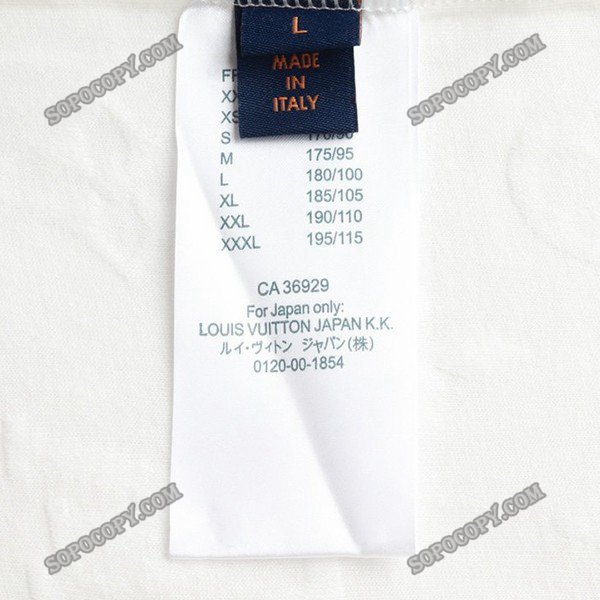 L
MADE
IN
ITALY
S
M 175/95
L 180/100
XL 185/105
XXL 190/110
XXXL 195/115
CA 36929
For Japan only:
LOUIS VUITTON JAPAN K.K.
ルイ・ヴィトン ジャパン(株)
0120-00-1854
SOPOCOPY.COM
SOPOCOPY.COM
SOPOCOPY.COM
SOPOCOPY.COM
SOPOCOPY.COM